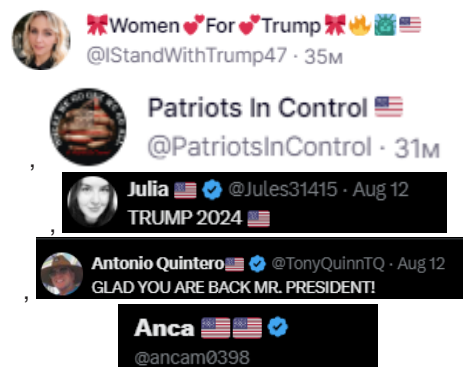 🎀Women💕For💕Trump🎀🔥🗽🇺🇸
@IStandWithTrump47 · 35м
Patriots In Control 🇺🇸
@PatriotsInControl · 31м
,
Julia 🇺🇸 @Jules31415 · Aug 12
TRUMP 2024 🇺🇸
,
Antonio Quintero🇺🇸 @TonyQuinnTQ · Aug 12
GLAD YOU ARE BACK MR. PRESIDENT!
,
Anca 🇺🇸🇺🇸
@ancam0398